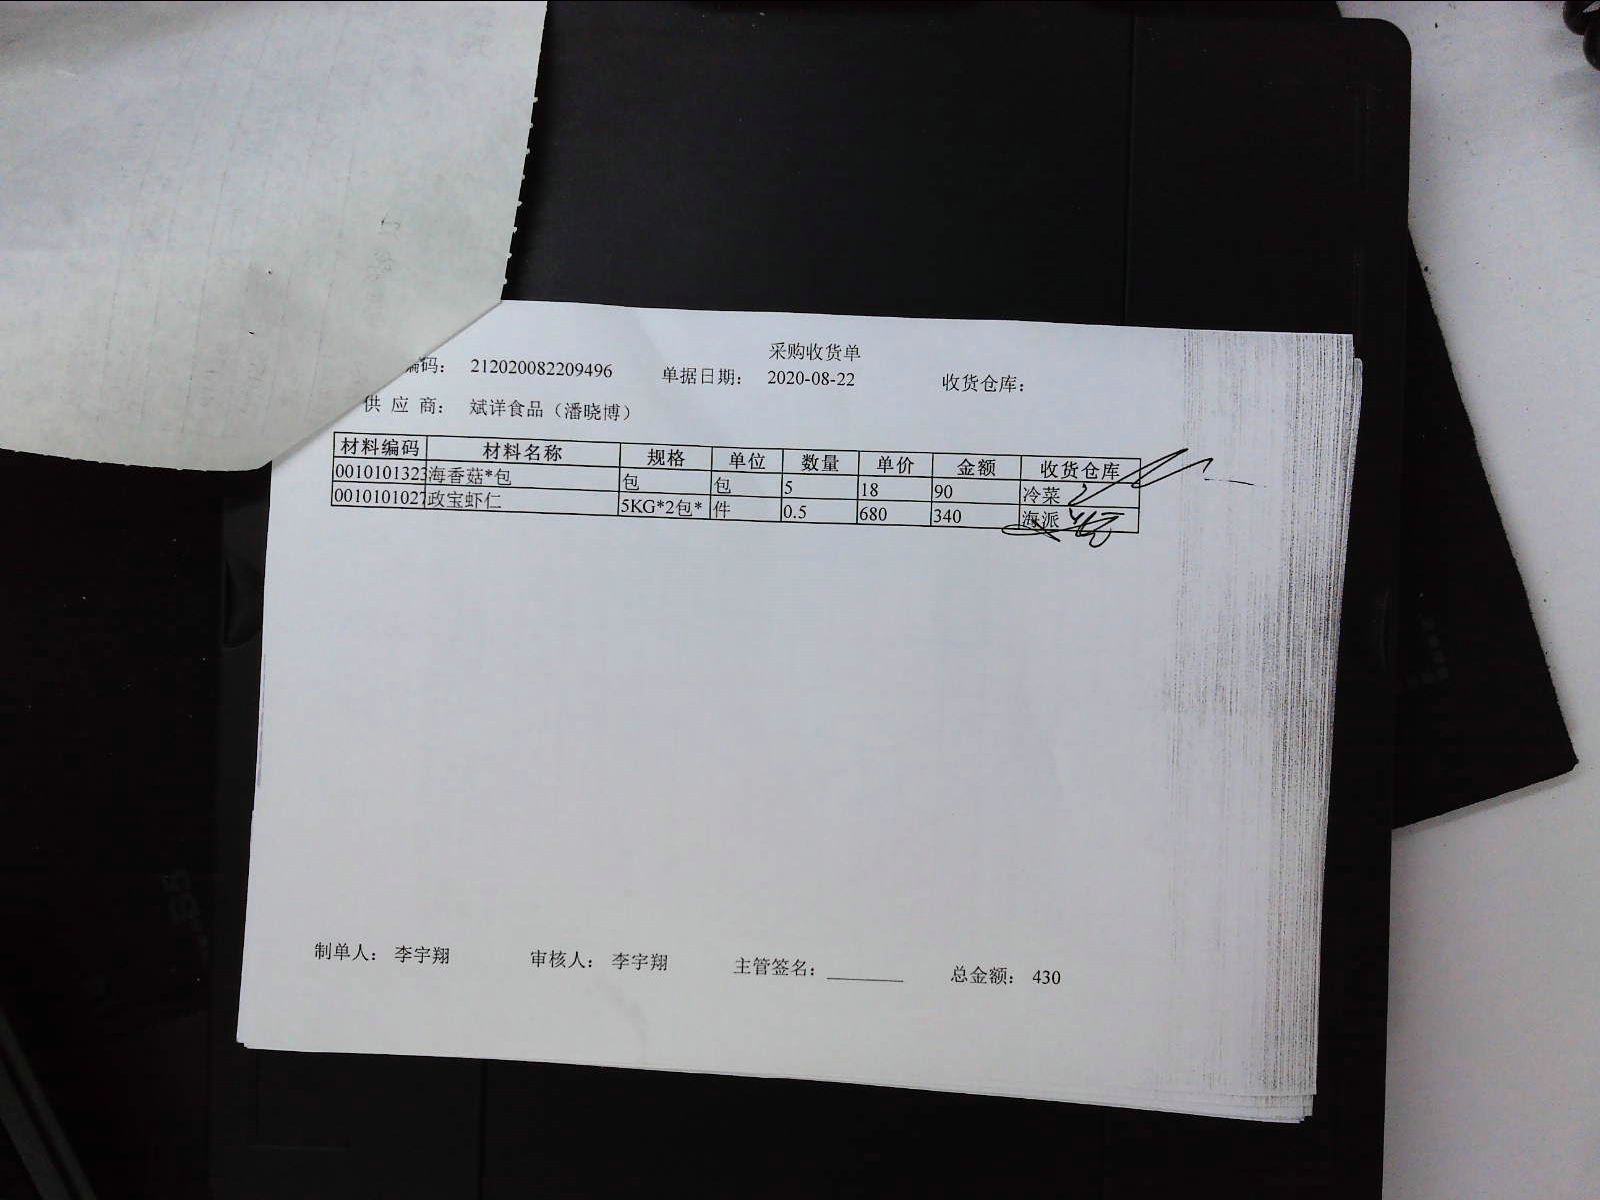 采购收货单
编码： 212020082209496 单据日期： 2020-08-22 收货仓库：
供 应 商： 斌详食品（潘晓博）
材料编码 材料名称 规格 单位 数量 单价 金额 收货仓库
0010101323 海香菇*包 包 包 5 18 90 冷菜
0010101027 政宝虾仁 5KG*2包* 件 0.5 680 340 海派
制单人： 李宇翔 审核人： 李宇翔 主管签名： 总金额： 430